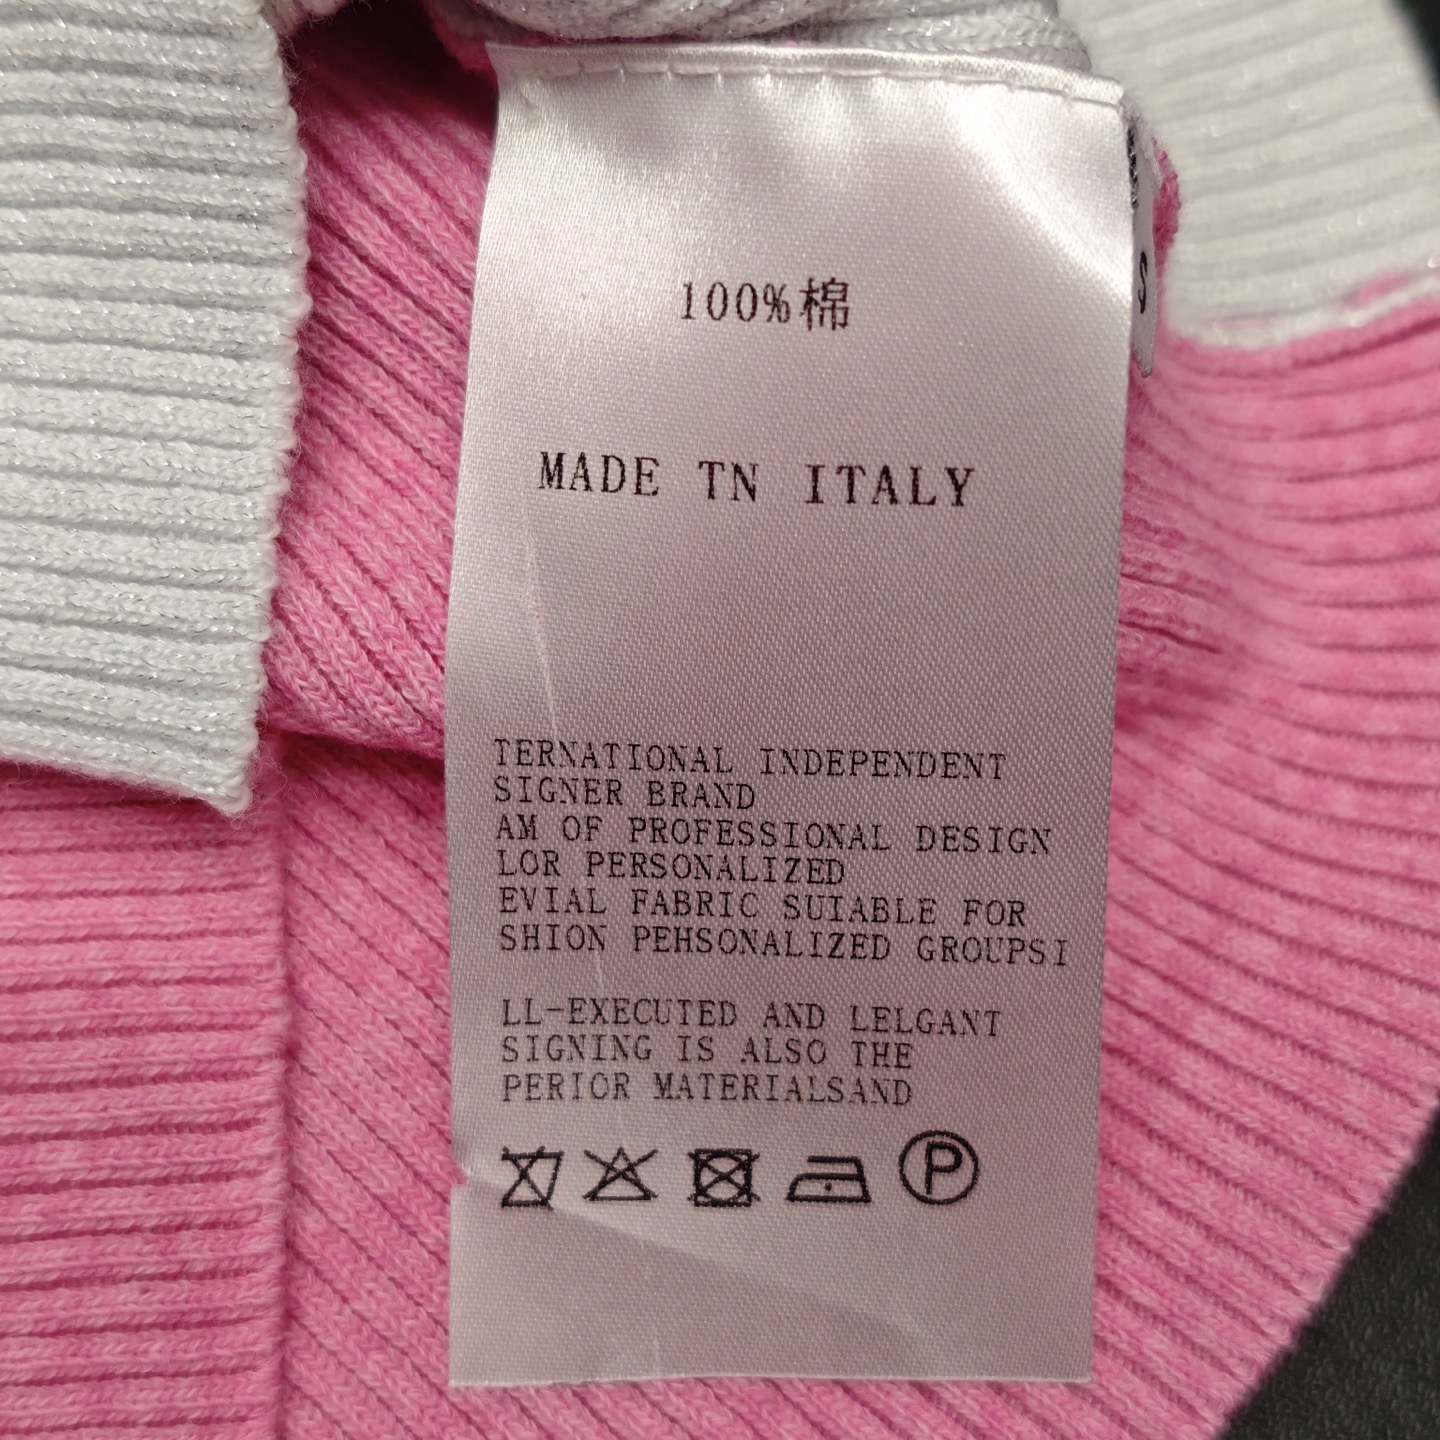 100%棉
S
MADE TN ITALY
TERNATIONAL INDEPENDENT
SIGNER BRAND
AM OF PROFESSIONAL DESIGN
LOR PERSONALIZED
EVIAL FABRIC SUIABLE FOR
SHION PEHSONALIZED GROUPSI
LL-EXECUTED AND LELGANT
SIGNING IS ALSO THE
PERIOR MATERIALSAND
P